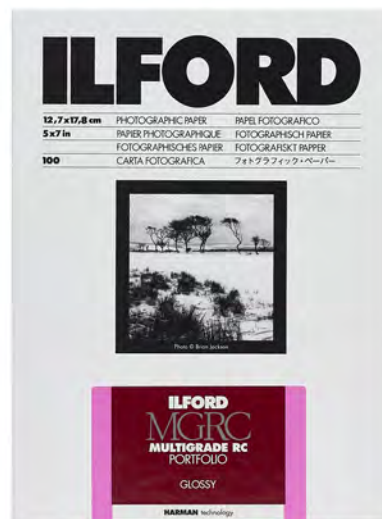 ILFORD
12,7x17,8 cm PHOTOGRAPHIC PAPER PAPEL FOTOGRAFICO
5x7 in PAPIER PHOTOGRAPHIQUE FOTOGRAFISCH PAPIER
FOTOGRAFISCHES PAPIER FOTOGRAFISKT PAPPER
100 CARTA FOTOGRAFICA フォトグラフィック・ペーパー
Photo © Brian Jackson
ILFORD
MGRC
MULTIGRADE RC
PORTFOLIO
GLOSSY
HARMAN technology